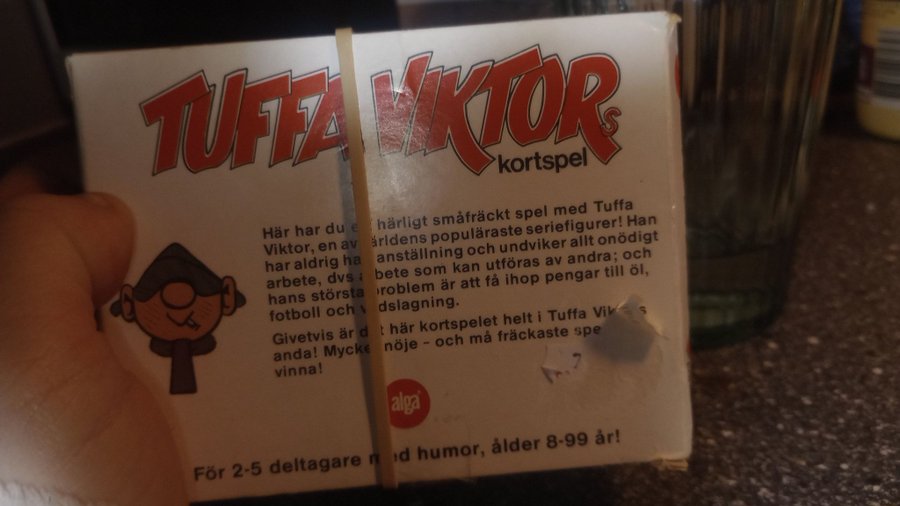 TUFFA VIKTORs
kortspel
Här har du ett härligt småfräckt spel med Tuffa
Viktor, en av världens populäraste seriefigurer! Han
har aldrig haft anställning och undviker allt onödigt
arbete, dvs arbete som kan utföras av andra; och
hans största problem är att få ihop pengar till öl,
fotboll och vadslagning.
Givetvis är det här kortspelet helt i Tuffa Viktors
anda! Mycket nöje – och må fräckaste
vinna!
alga
För 2-5 deltagare med humor, ålder 8-99 år!